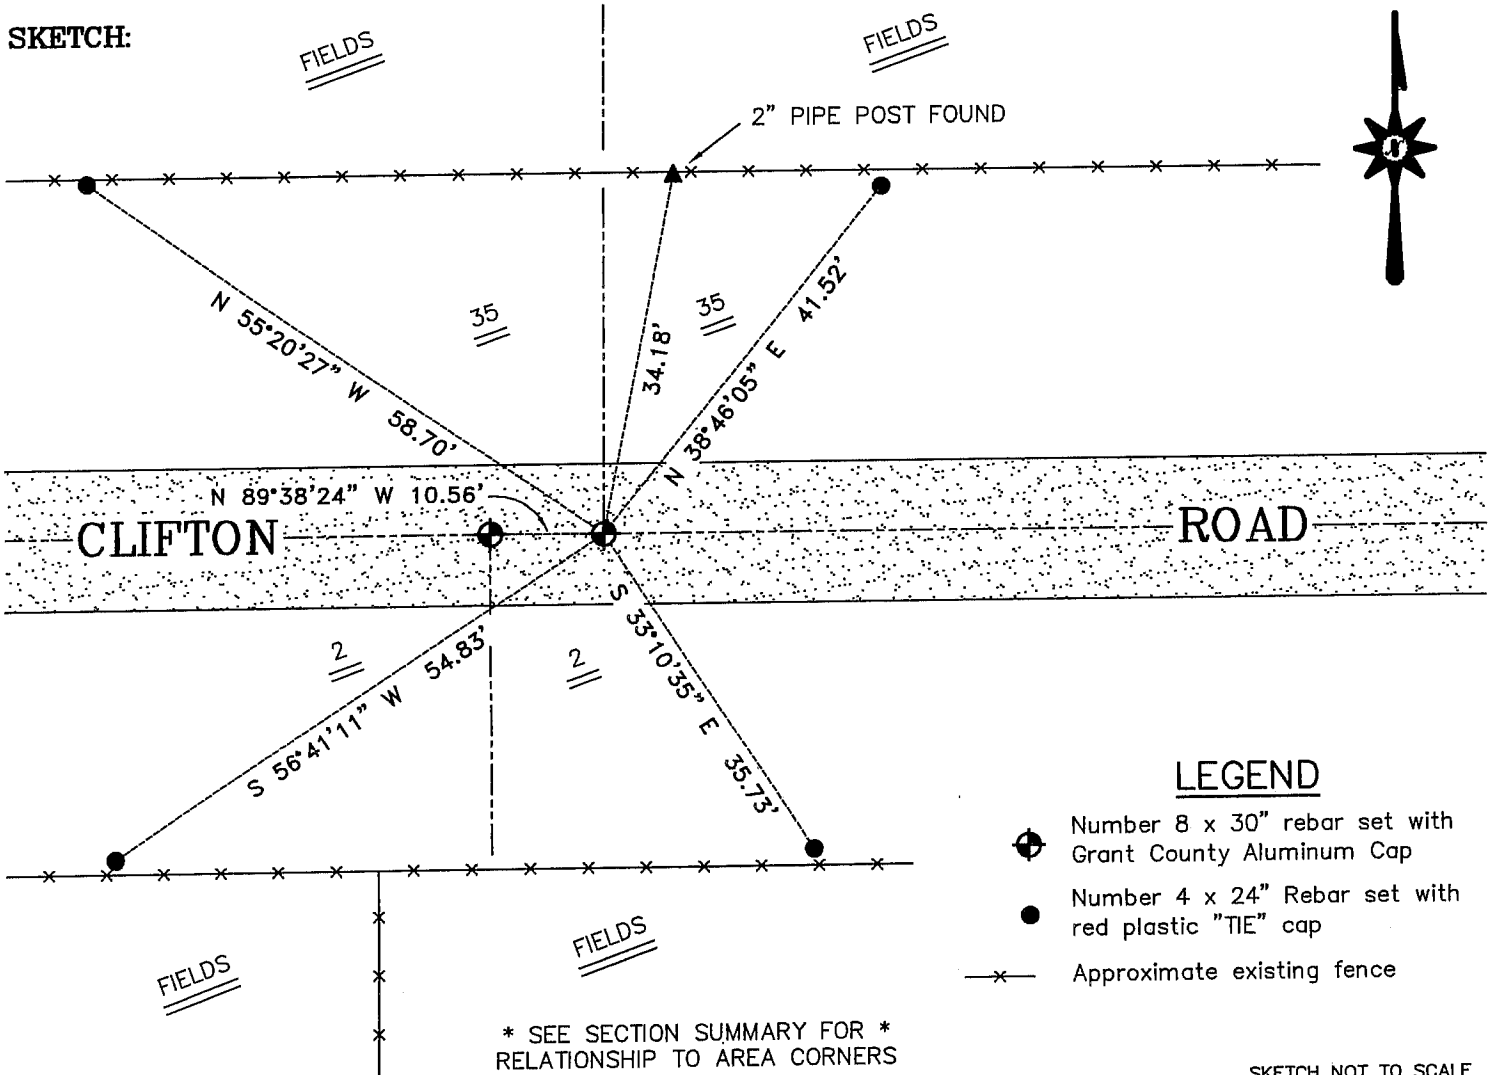 SKETCH:
FIELDS
FIELDS
2" PIPE POST FOUND
N
35
35
N 55°20'27" W 58.70'
34.18'
N 38°46'05" E 41.52'
N 89°38'24" W 10.56'
CLIFTON ROAD
2
2
S 56°41'11" W 54.83'
S 33°10'35" E 35.73'
LEGEND
Number 8 x 30" rebar set with
Grant County Aluminum Cap
Number 4 x 24" Rebar set with
red plastic "TIE" cap
Approximate existing fence
FIELDS
FIELDS
* SEE SECTION SUMMARY FOR *
RELATIONSHIP TO AREA CORNERS
SKETCH NOT TO SCALE